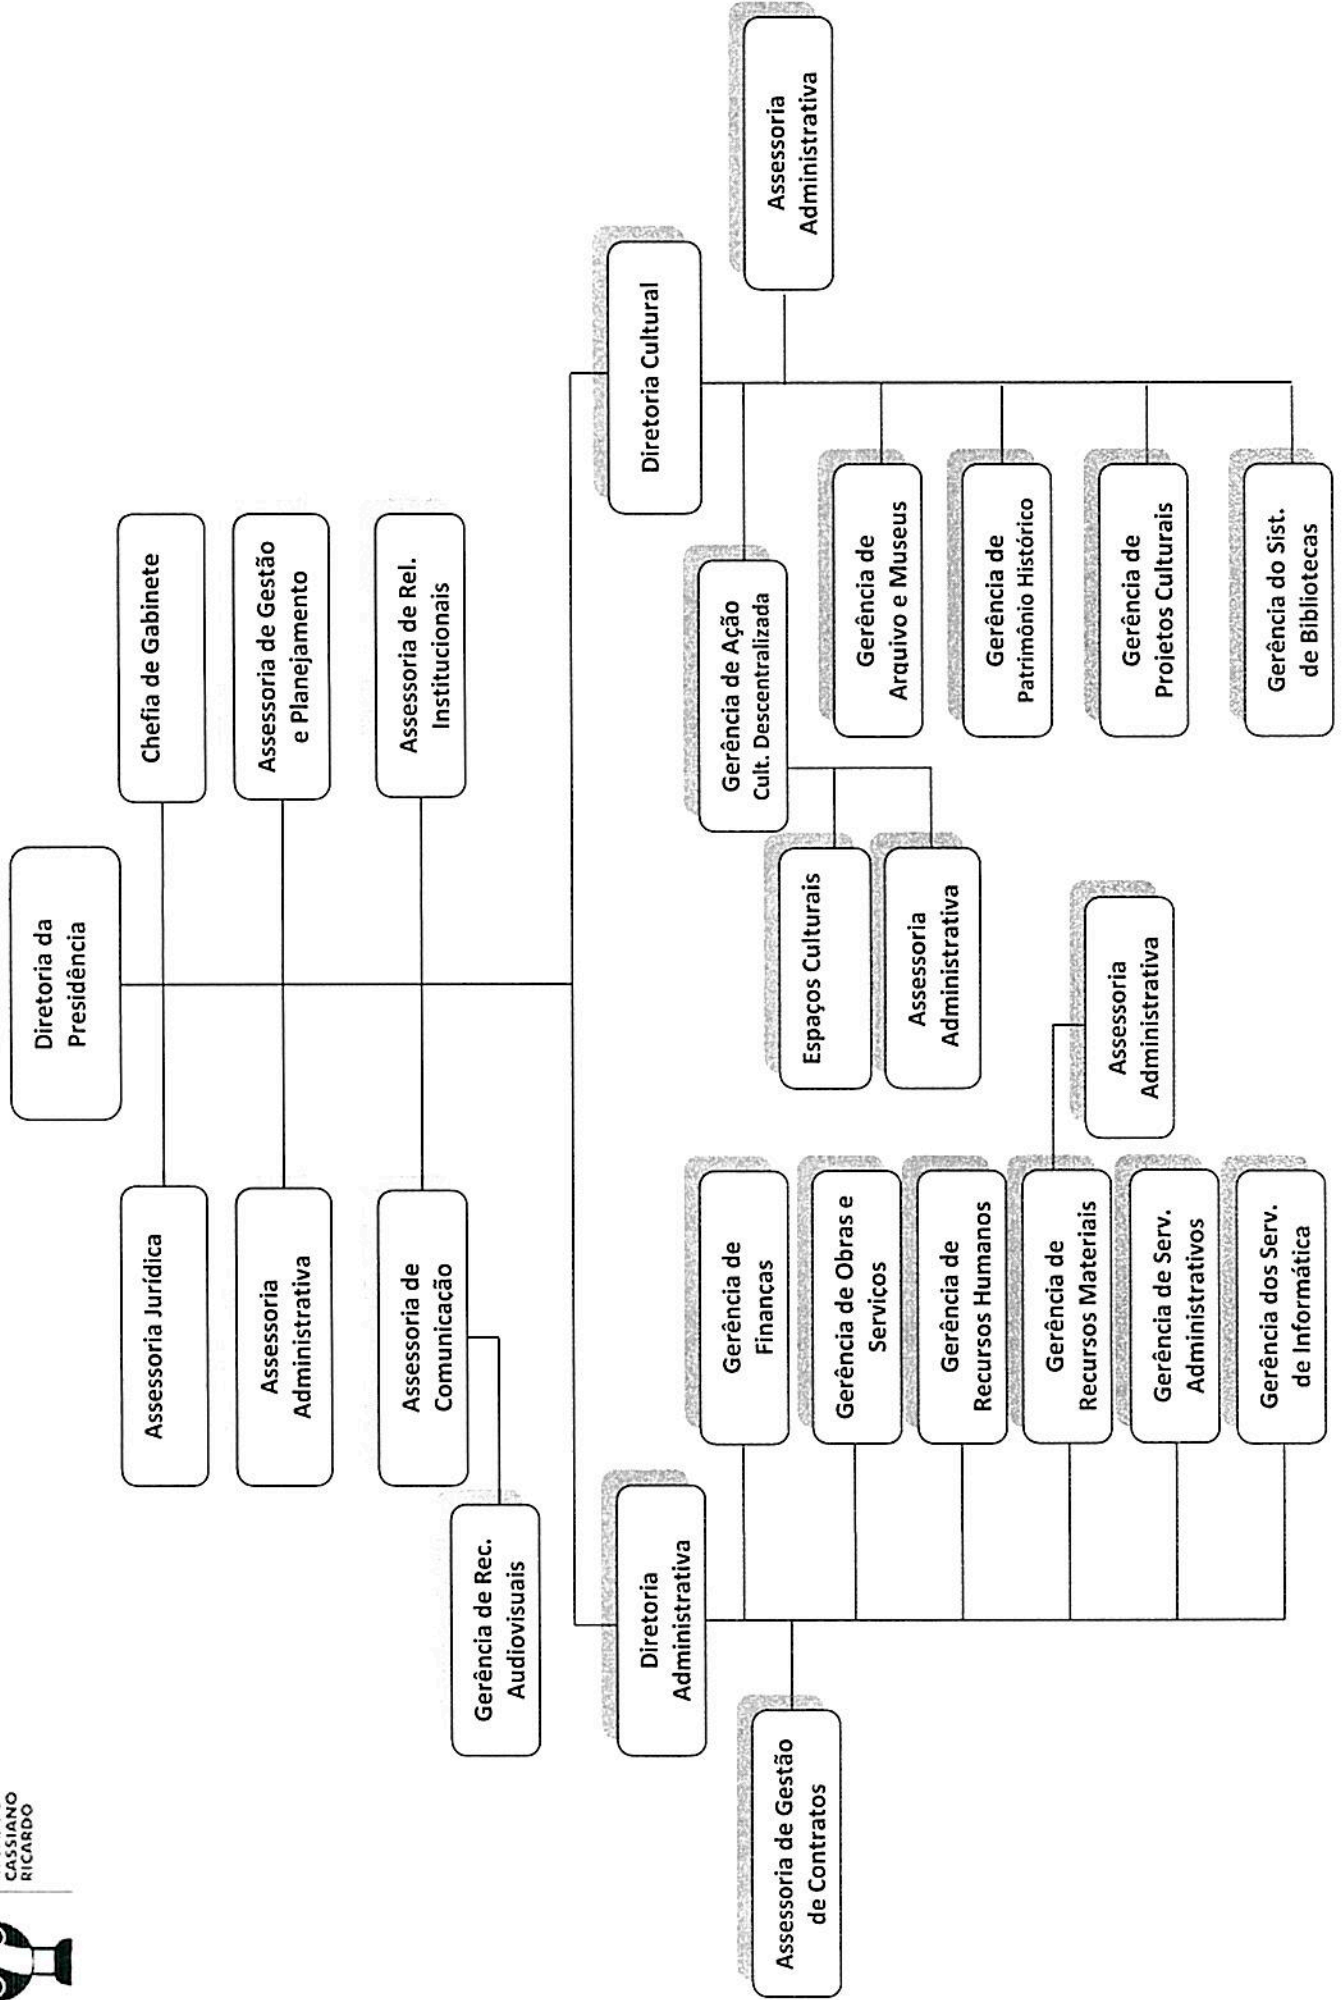 CASSIANO
RICARDO
Diretoria da
Presidência
Assessoria Jurídica
Chefia de Gabinete
Assessoria
Administrativa
Assessoria de Gestão
e Planejamento
Assessoria de
Comunicação
Assessoria de Rel.
Institucionais
Gerência de Rec.
Audiovisuais
Diretoria
Administrativa
Diretoria Cultural
Assessoria de Gestão
de Contratos
Gerência de
Finanças
Gerência de Obras e
Serviços
Gerência de
Recursos Humanos
Gerência de
Recursos Materiais
Assessoria
Administrativa
Gerência de Serv.
Administrativos
Gerência dos Serv.
de Informática
Assessoria
Administrativa
Gerência de Ação
Cult. Descentralizada
Espaços Culturais
Assessoria
Administrativa
Gerência de
Arquivo e Museus
Gerência de
Patrimônio Histórico
Gerência de
Projetos Culturais
Gerência do Sist.
de Bibliotecas